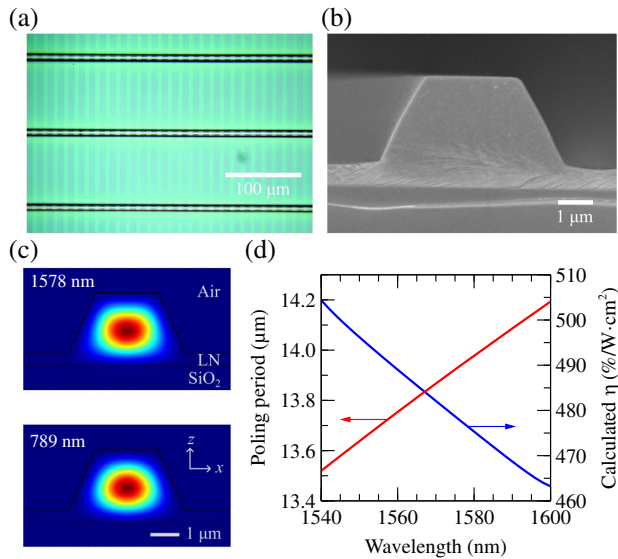 (a)
100 μm
(b)
1 μm
(c)
1578 nm
Air
LN
SiO₂
789 nm
z
x
1 μm
(d)
Poling period (μm)
14.2
14.0
13.8
13.6
13.4
510
500
490
480
470
460
Calculated η (%/W·cm²)
1540 1560 1580 1600
Wavelength (nm)